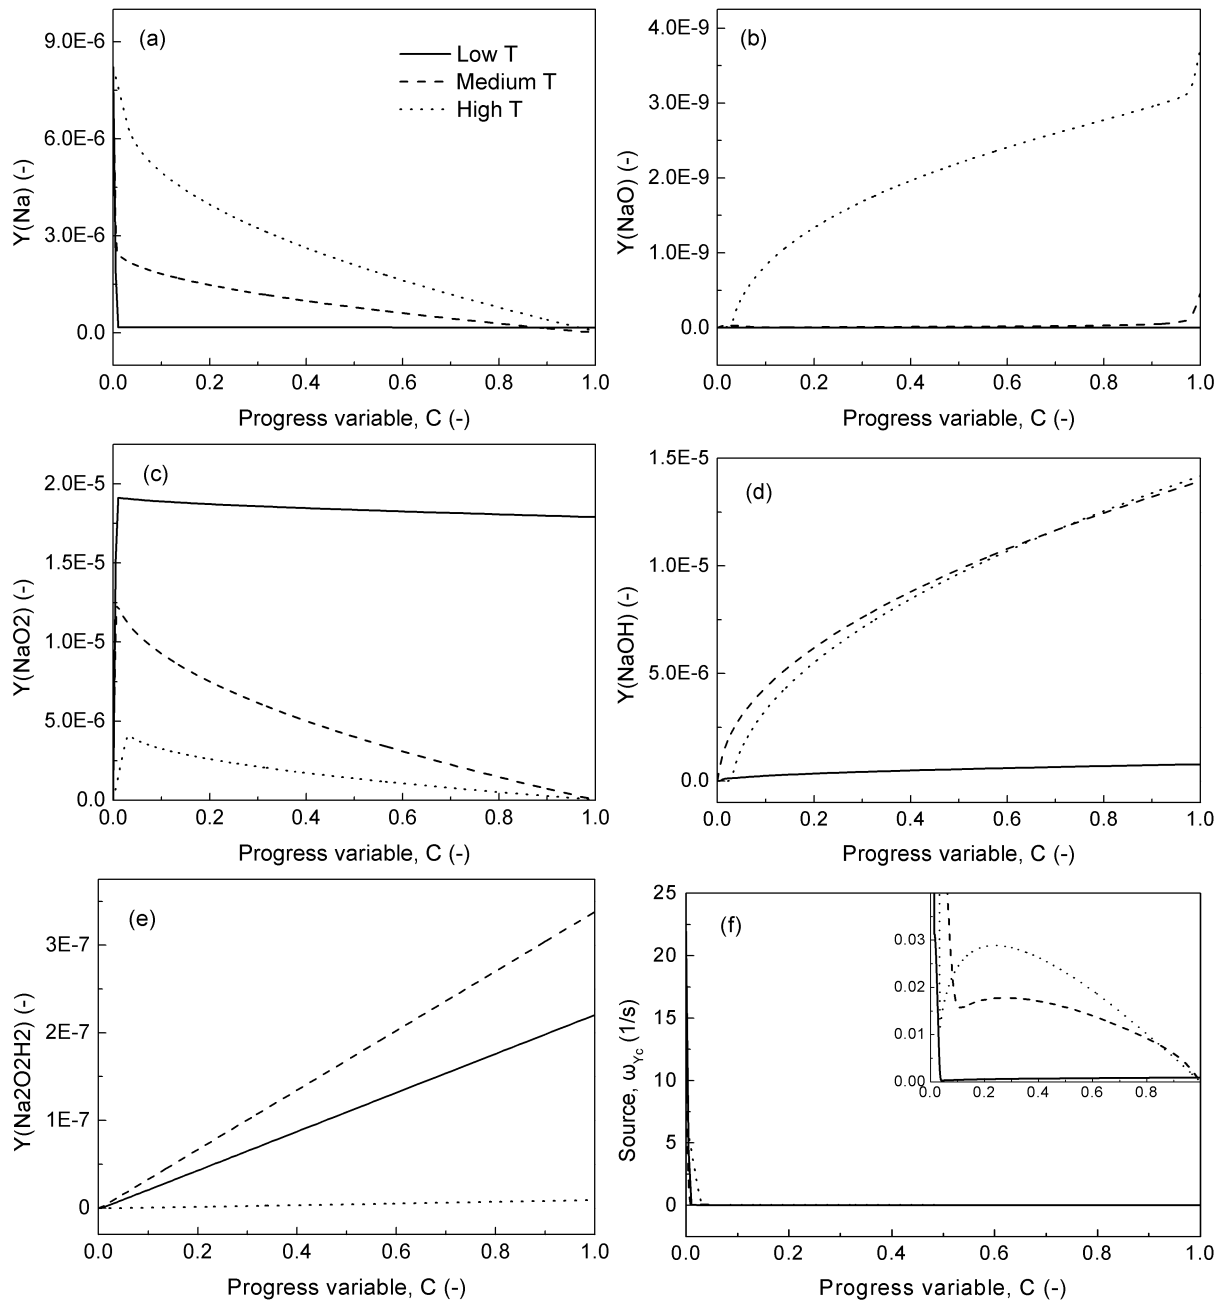 (a)
Low T
Medium T
High T
9.0E-6
6.0E-6
3.0E-6
0.0
Y(Na) (-)
0.0 0.2 0.4 0.6 0.8 1.0
Progress variable, C (-)
(b)
4.0E-9
3.0E-9
2.0E-9
1.0E-9
0.0
Y(NaO) (-)
0.0 0.2 0.4 0.6 0.8 1.0
Progress variable, C (-)
(c)
2.0E-5
1.5E-5
1.0E-5
5.0E-6
0.0
Y(NaO2) (-)
0.0 0.2 0.4 0.6 0.8 1.0
Progress variable, C (-)
(d)
1.5E-5
1.0E-5
5.0E-6
0.0
Y(NaOH) (-)
0.0 0.2 0.4 0.6 0.8 1.0
Progress variable, C (-)
(e)
3E-7
2E-7
1E-7
0
Y(Na2O2H2) (-)
0.0 0.2 0.4 0.6 0.8 1.0
Progress variable, C (-)
(f)
25
20
15
10
5
0
Source, ω_Yc (1/s)
0.03
0.02
0.01
0.00
0.0 0.2 0.4 0.6 0.8
0.0 0.2 0.4 0.6 0.8 1.0
Progress variable, C (-)